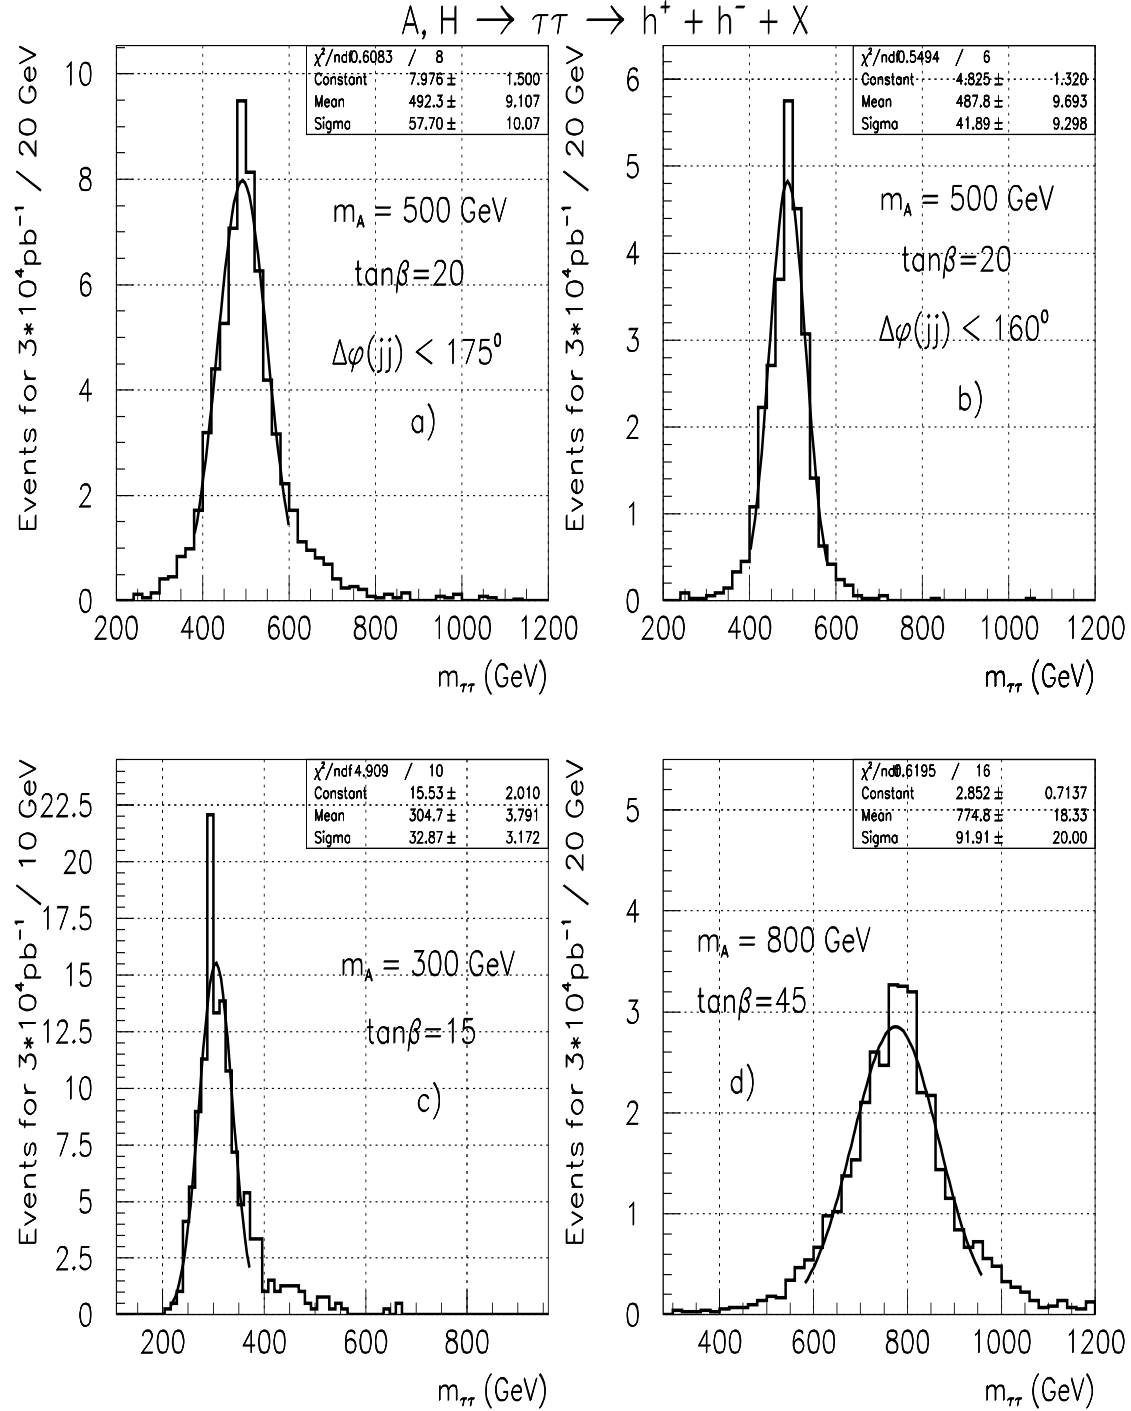 A, H → ττ → h⁺ + h⁻ + X
Events for 3*10⁴pb⁻¹ / 20 GeV
χ²/ndf 0.6083 / 8
Constant 7.976 ± 1.500
Mean 492.3 ± 9.107
Sigma 57.70 ± 10.07
m_A = 500 GeV
tanβ=20
Δφ(jj) < 175⁰
a)
10
8
6
4
2
0
200 400 600 800 1000 1200
m_ττ (GeV)
Events for 3*10⁴pb⁻¹ / 20 GeV
χ²/ndf 0.5494 / 6
Constant 4.825 ± 1.320
Mean 487.8 ± 9.693
Sigma 41.89 ± 9.298
m_A = 500 GeV
tanβ=20
Δφ(jj) < 160⁰
b)
6
5
4
3
2
1
0
200 400 600 800 1000 1200
m_ττ (GeV)
Events for 3*10⁴pb⁻¹ / 10 GeV
χ²/ndf 4.909 / 10
Constant 15.53 ± 2.010
Mean 304.7 ± 3.791
Sigma 32.87 ± 3.172
m_A = 300 GeV
tanβ=15
c)
22.5
20
17.5
15
12.5
10
7.5
5
2.5
0
200 400 600 800
m_ττ (GeV)
Events for 3*10⁴pb⁻¹ / 20 GeV
χ²/ndf 0.6195 / 16
Constant 2.852 ± 0.7137
Mean 774.8 ± 18.33
Sigma 91.91 ± 20.00
m_A = 800 GeV
tanβ=45
d)
5
4
3
2
1
0
400 600 800 1000 1200
m_ττ (GeV)